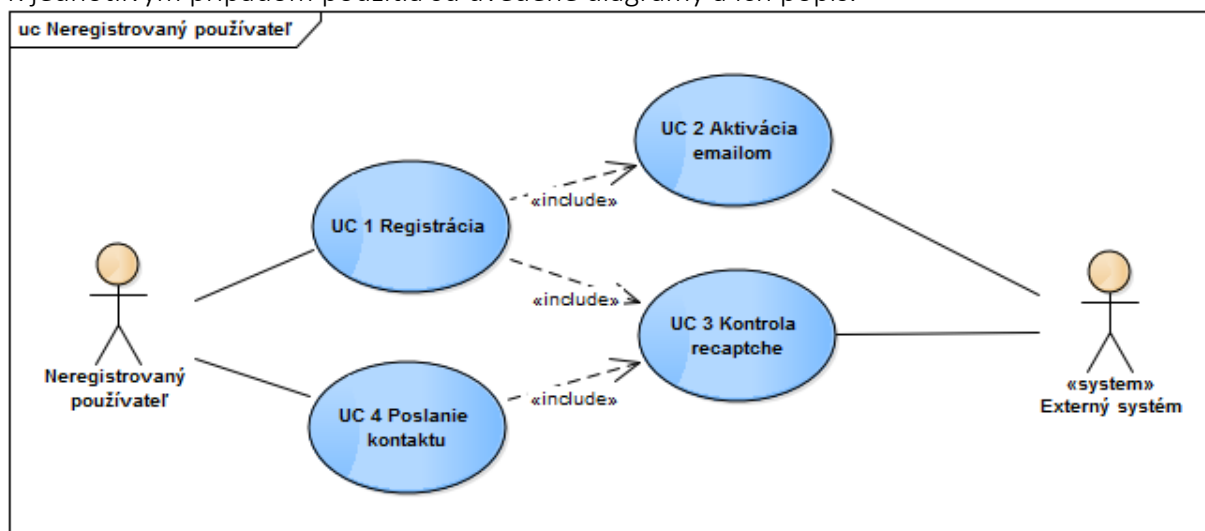 k jednotlivým prípadom použitia sú uvedené diagramy a ich popis.
uc Neregistrovaný používateľ
UC 2 Aktivácia
emailom
«include»
UC 1 Registrácia
«include»
UC 3 Kontrola
recaptche
Neregistrovaný
používateľ
«include»
UC 4 Poslanie
kontaktu
«system»
Externý systém